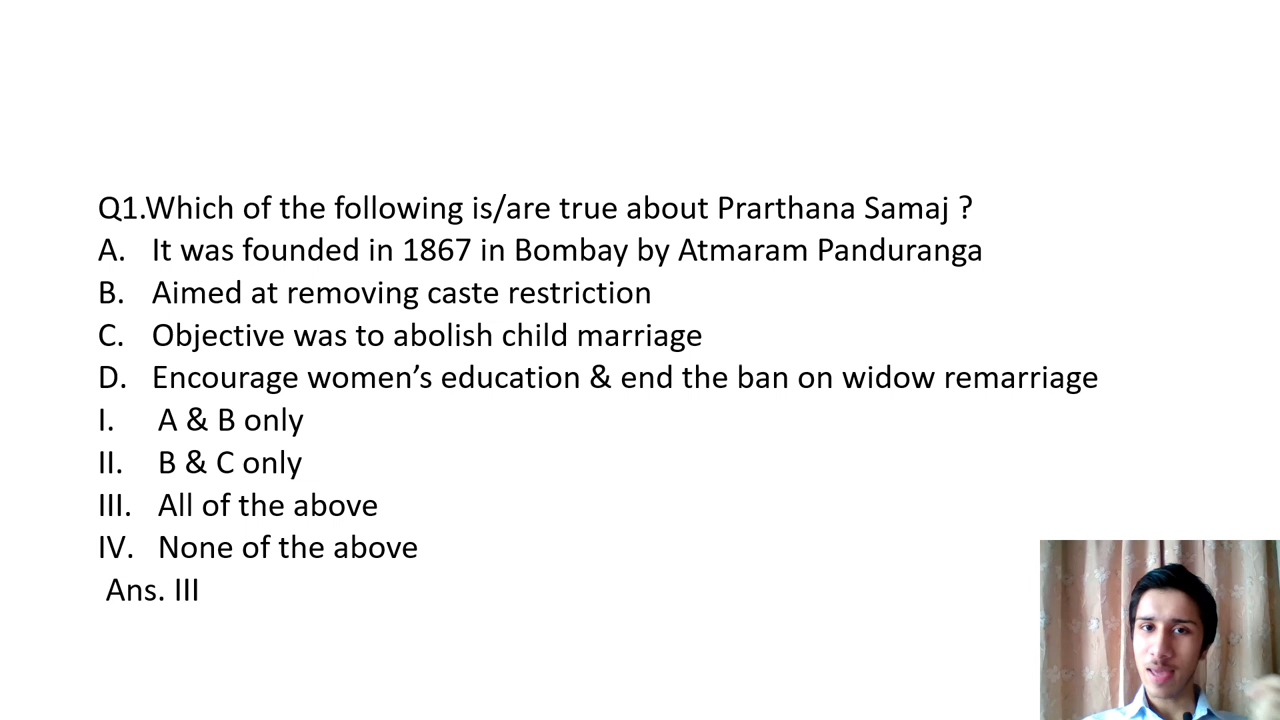 Q1.Which of the following is/are true about Prarthana Samaj ?
A. It was founded in 1867 in Bombay by Atmaram Panduranga
B. Aimed at removing caste restriction
C. Objective was to abolish child marriage
D. Encourage women’s education & end the ban on widow remarriage
I. A & B only
II. B & C only
III. All of the above
IV. None of the above
Ans. III